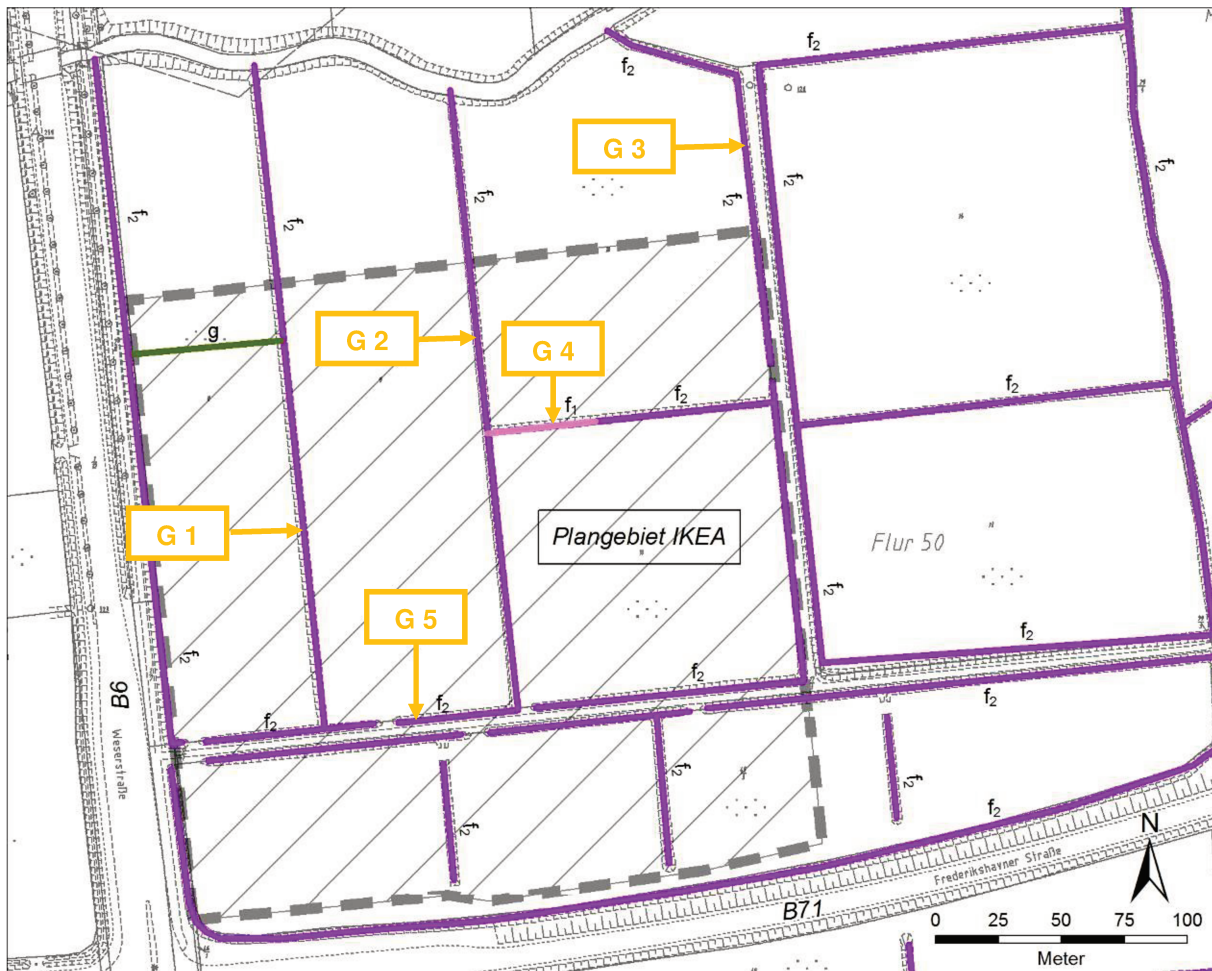 f₂
f₂
G 3
f₂
f₂
f₂
f₂
f₂
f₂
f₂
g
G 2
G 4
f₁
f₂
f₂
G 1
Plangebiet IKEA
Flur 50
f₂
G 5
f₂
f₂
B6
f₂
f₂
f₂
f₂
Weserstraße
f₂
f₂
f₂
f₂
Frederikshavner Straße
B71
N
0 25 50 75 100
Meter